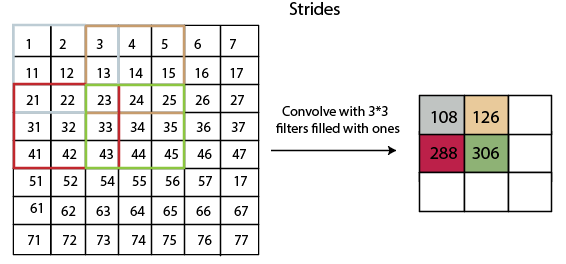 Strides
1 2 3 4 5 6 7
11 12 13 14 15 16 17
21 22 23 24 25 26 27
31 32 33 34 35 36 37
41 42 43 44 45 46 47
51 52 54 55 56 57 17
61 62 63 64 65 66 67
71 72 73 74 75 76 77
Convolve with 3*3
filters filled with ones
108 126
288 306